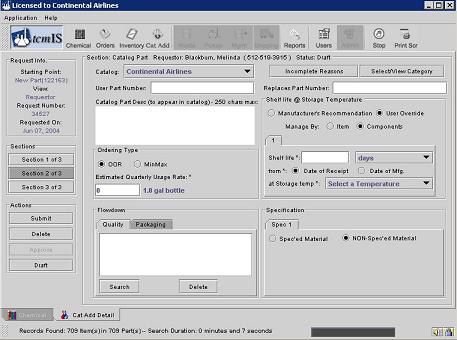 Licensed to Continental Airlines
Application Help
tcmIS
Chemical Orders Inventory Cat Add Waste Pickup Mgmt Shipping Reports Users Admin Stop Print Scr
Request Info.
Starting Point:
New Part(122163)
View:
Requestor
Request Number:
34527
Requested On:
Jun 07, 2004
Sections
Section 1 of 3
Section 2 of 3
Section 3 of 3
Actions
Submit
Delete
Approve
Draft
Section: Catalog Part Requestor: Blackburn, Melinda (512-519-3915) Status: Draft
Catalog: Continental Airlines
User Part Number:
Catalog Part Desc (to appear in catalog) - 250 chars max:
Ordering Type
OOR MinMax
Estimated Quarterly Usage Rate: *
0 1.8 gal bottle
Flowdown
Quality Packaging
Search Delete
Incomplete Reasons Select/View Category
Replaces Part Number:
Shelf life @ Storage Temperature
Manufacturer's Recommendation User Override
Manage By: Item Components
1
Shelf life *: days
from *: Date of Receipt Date of Mfg.
at Storage temp *: Select a Temperature
Specification
Spec 1
Spec'ed Material NON-Spec'ed Material
Chemical Cat Add Detail
Records Found: 709 Item(s) in 709 Part(s) -- Search Duration: 0 minutes and 7 seconds